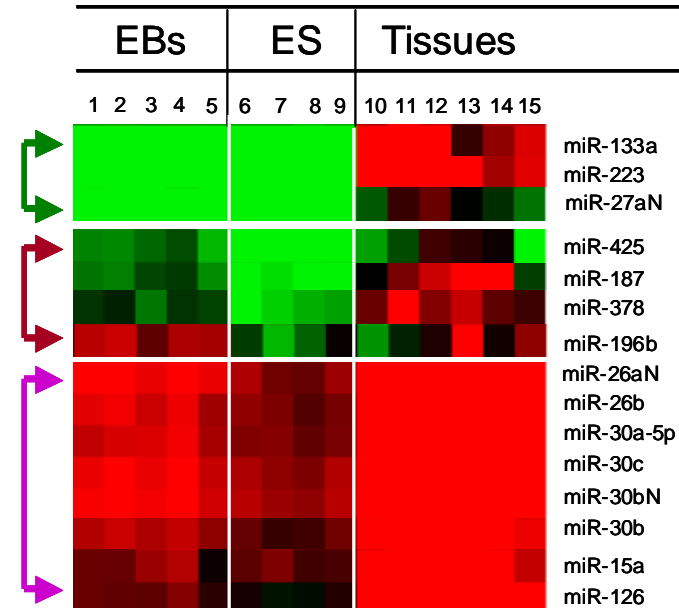 EBs ES Tissues
1 2 3 4 5 6 7 8 9 10 11 12 13 14 15
miR-133a
miR-223
miR-27aN
miR-425
miR-187
miR-378
miR-196b
miR-26aN
miR-26b
miR-30a-5p
miR-30c
miR-30bN
miR-30b
miR-15a
miR-126